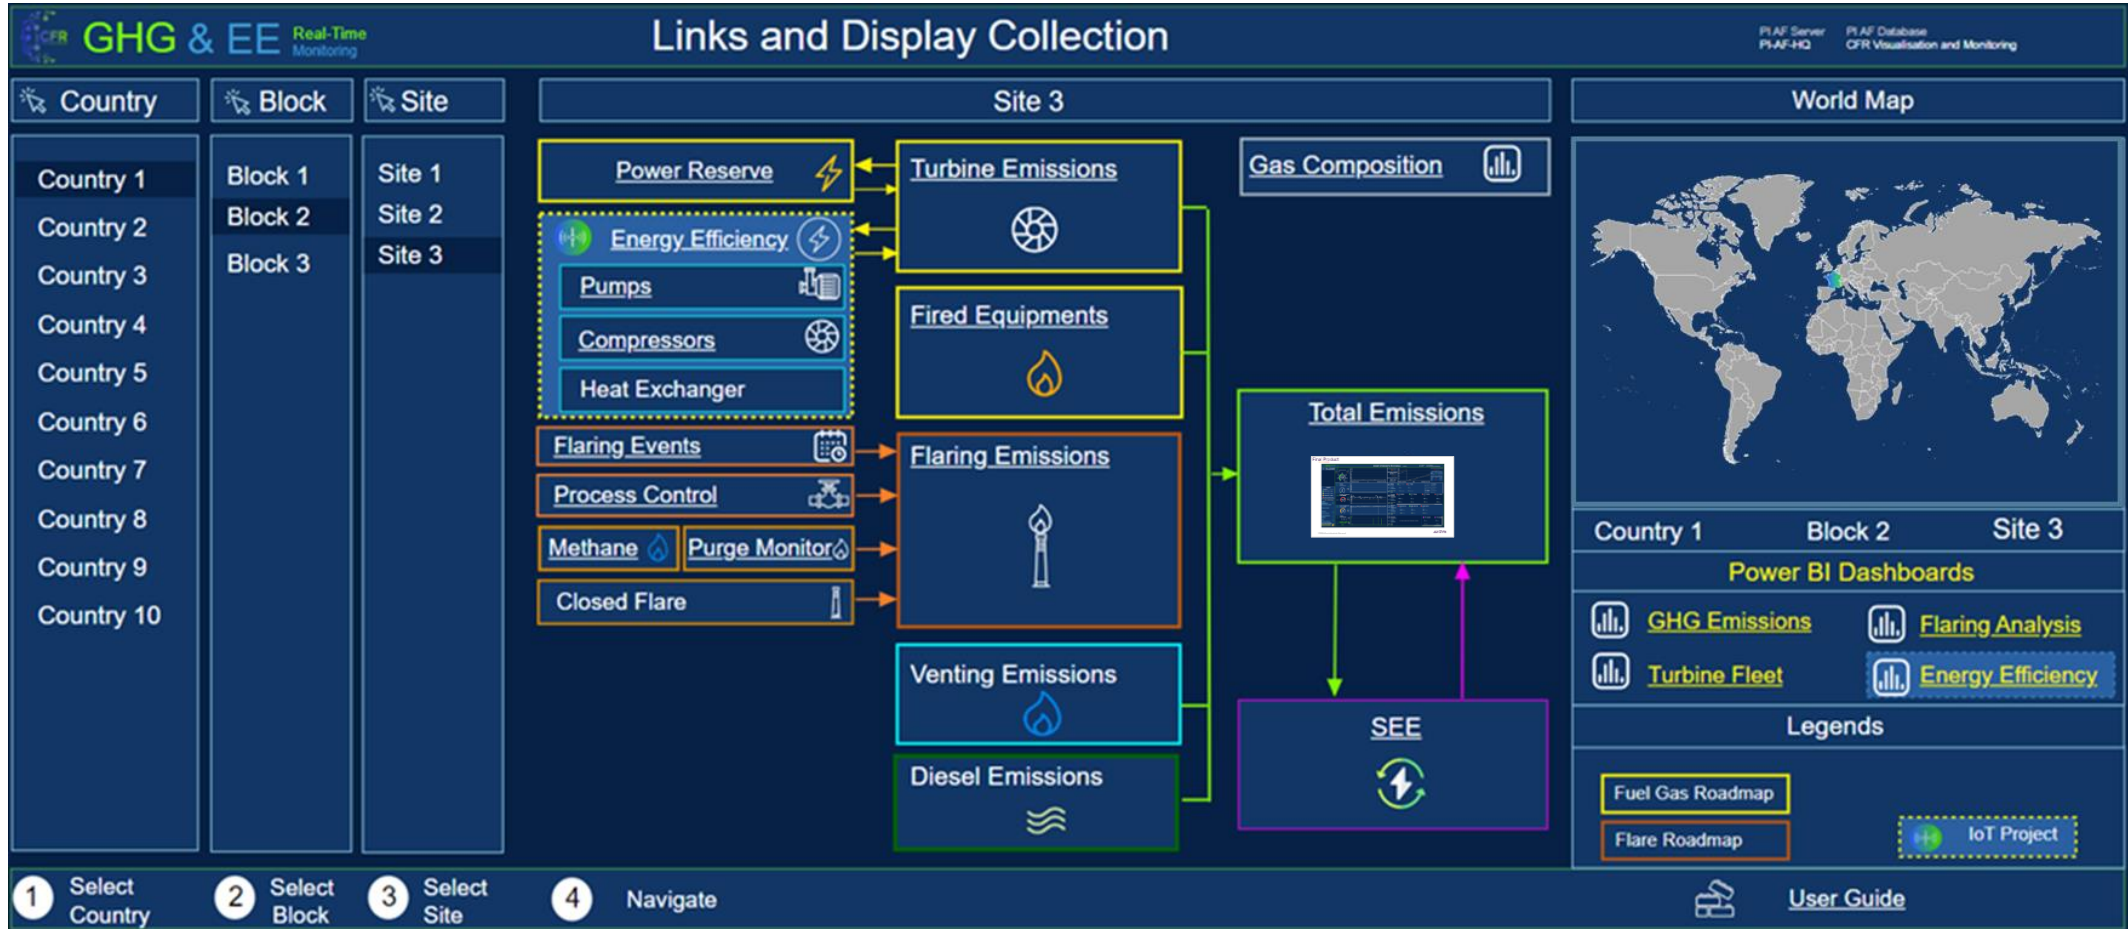 CFR
GHG & EE Real-Time
Monitoring
Links and Display Collection
PI AF Server
PI-AF-HQ
PI AF Database
CFR Visualisation and Monitoring
Country
Block
Site
Site 3
World Map
Country 1
Country 2
Country 3
Country 4
Country 5
Country 6
Country 7
Country 8
Country 9
Country 10
Block 1
Block 2
Block 3
Site 1
Site 2
Site 3
Power Reserve
Energy Efficiency
Pumps
Compressors
Heat Exchanger
Flaring Events
Process Control
Methane
Purge Monitor
Closed Flare
Turbine Emissions
Fired Equipments
Flaring Emissions
Venting Emissions
Diesel Emissions
Gas Composition
Total Emissions
SEE
Country 1 Block 2 Site 3
Power BI Dashboards
GHG Emissions
Flaring Analysis
Turbine Fleet
Energy Efficiency
Legends
Fuel Gas Roadmap
Flare Roadmap
IoT Project
1 Select
Country
2 Select
Block
3 Select
Site
4 Navigate
User Guide